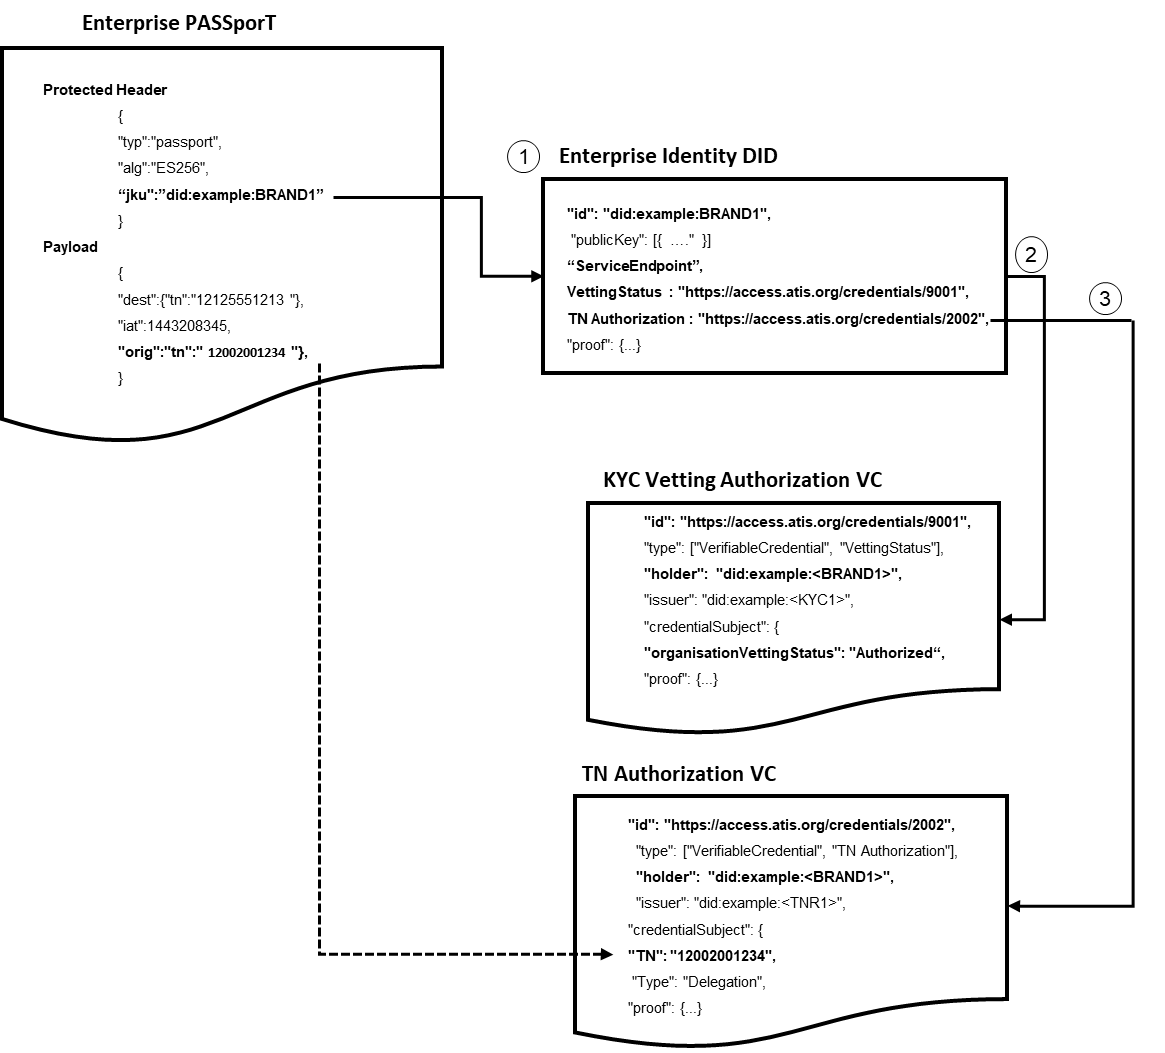 Enterprise PASSporT
Protected Header
{
"typ":"passport",
"alg":"ES256",
“jku":”did:example:BRAND1”
}
Payload
{
"dest":{"tn":"12125551213 "},
"iat":1443208345,
"orig":"tn":" 12002001234 "},
}
1
Enterprise Identity DID
"id": "did:example:BRAND1",
"publicKey": [{ …." }]
“ServiceEndpoint”,
VettingStatus : "https://access.atis.org/credentials/9001",
TN Authorization : "https://access.atis.org/credentials/2002",
"proof": {...}
2
3
KYC Vetting Authorization VC
"id": "https://access.atis.org/credentials/9001",
"type": ["VerifiableCredential", "VettingStatus"],
"holder": "did:example:<BRAND1>",
"issuer": "did:example:<KYC1>",
"credentialSubject": {
"organisationVettingStatus": "Authorized“,
"proof": {...}
TN Authorization VC
"id": "https://access.atis.org/credentials/2002",
"type": ["VerifiableCredential", "TN Authorization"],
"holder": "did:example:<BRAND1>",
"issuer": "did:example:<TNR1>",
"credentialSubject": {
"TN": "12002001234",
"Type": "Delegation",
"proof": {...}